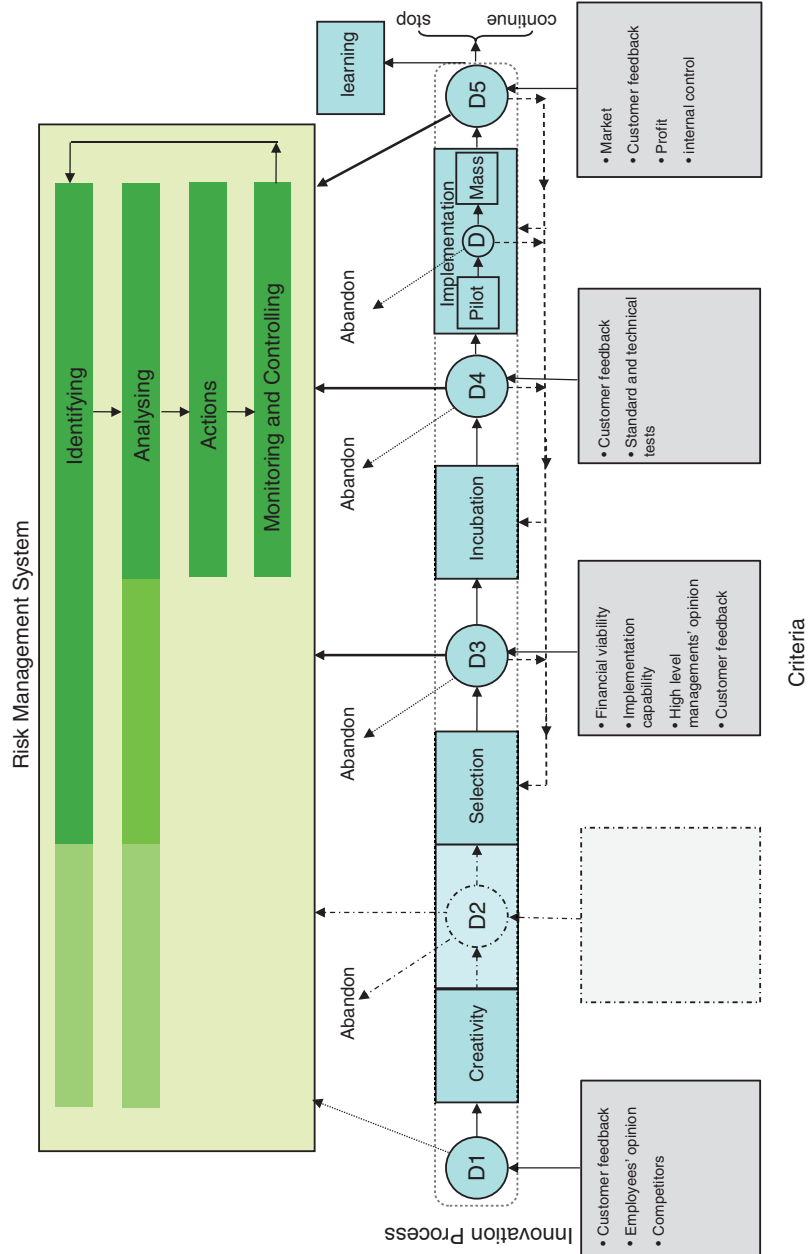 Risk Management System
Identifying
Analysing
Actions
Monitoring and Controlling
Abandon
Abandon
Abandon
Abandon
learning
stop
continue
Innovation Process
D1
Creativity
D2
Selection
D3
Incubation
D4
Implementation
Pilot
D
Mass
D5
• Customer feedback
• Employees’ opinion
• Competitors
• Financial viability
• Implementation
capability
• High level
managements’ opinion
• Customer feedback
• Customer feedback
• Standard and technical
tests
• Market
• Customer feedback
• Profit
• internal control
Criteria